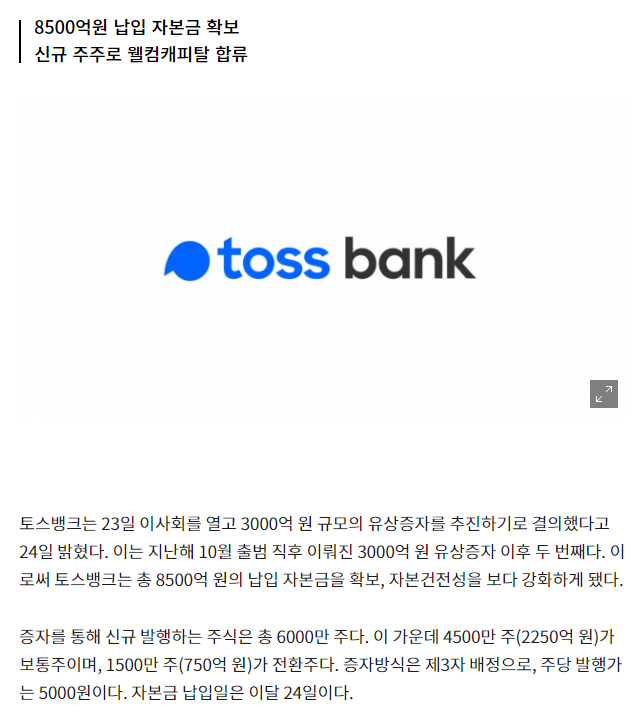 8500억원 납입 자본금 확보
신규 주주로 웰컴캐피탈 합류
toss bank
토스뱅크는 23일 이사회를 열고 3000억 원 규모의 유상증자를 추진하기로 결의했다고
24일 밝혔다. 이는 지난해 10월 출범 직후 이뤄진 3000억 원 유상증자 이후 두 번째다. 이
로써 토스뱅크는 총 8500억 원의 납입 자본금을 확보, 자본건전성을 보다 강화하게 됐다.
증자를 통해 신규 발행하는 주식은 총 6000만 주다. 이 가운데 4500만 주(2250억 원)가
보통주이며, 1500만 주(750억 원)가 전환주다. 증자방식은 제3자 배정으로, 주당 발행가
는 5000원이다. 자본금 납입일은 이달 24일이다.